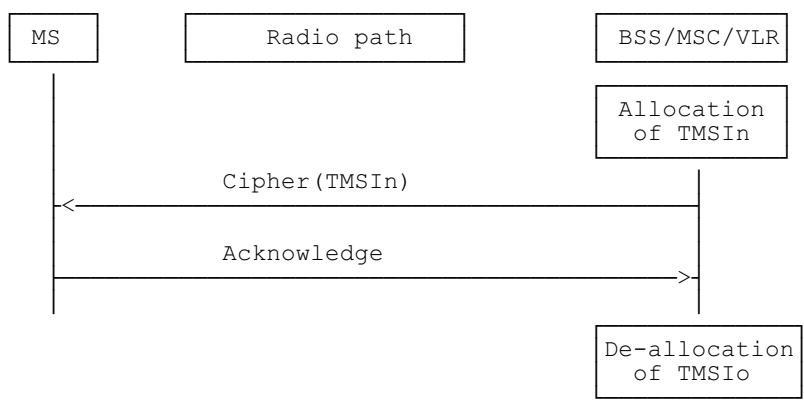 MS Radio path BSS/MSC/VLR
Allocation
of TMSIn
Cipher(TMSIn)
Acknowledge
De-allocation
of TMSIo